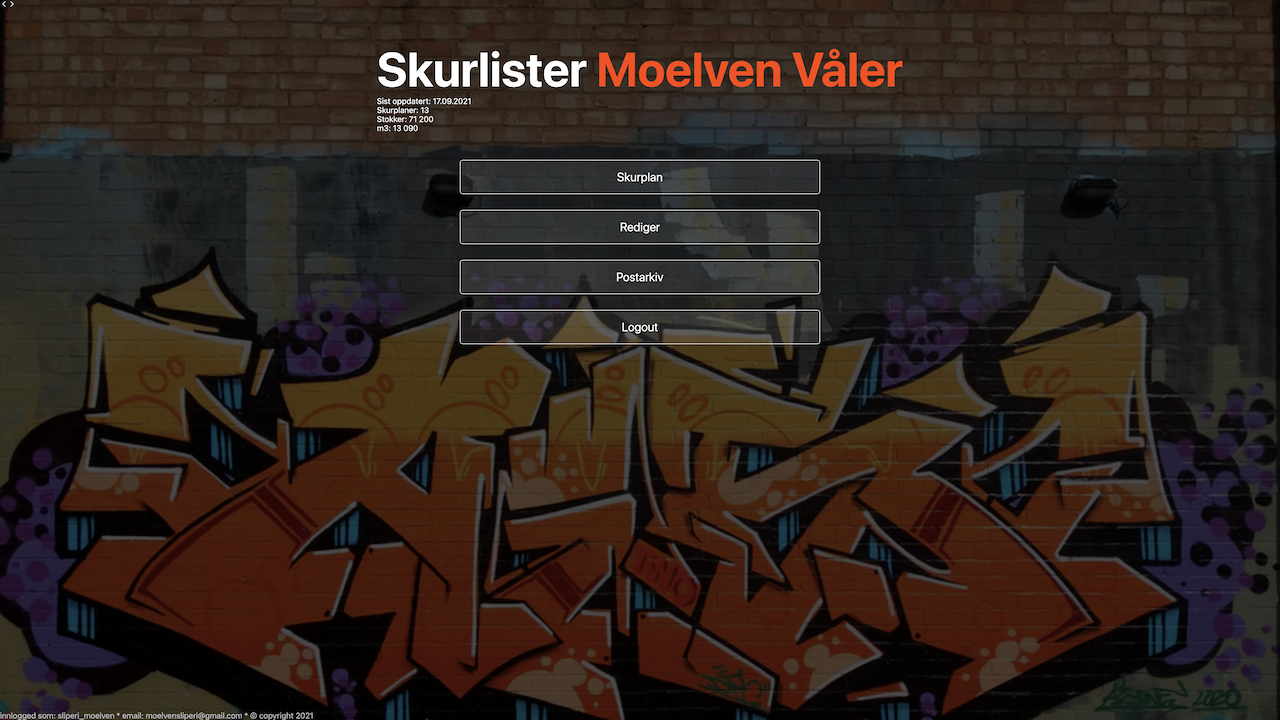 Skurlister Moelven Våler
Sist oppdatert: 17.09.2021
Skurplaner: 13
Stokker: 71 200
m3: 13 090
Skurplan
Rediger
Postarkiv
Logout
innlogged som: sliperi_moelven * email: moelvensliperi@gmail.com * © copyright 2021